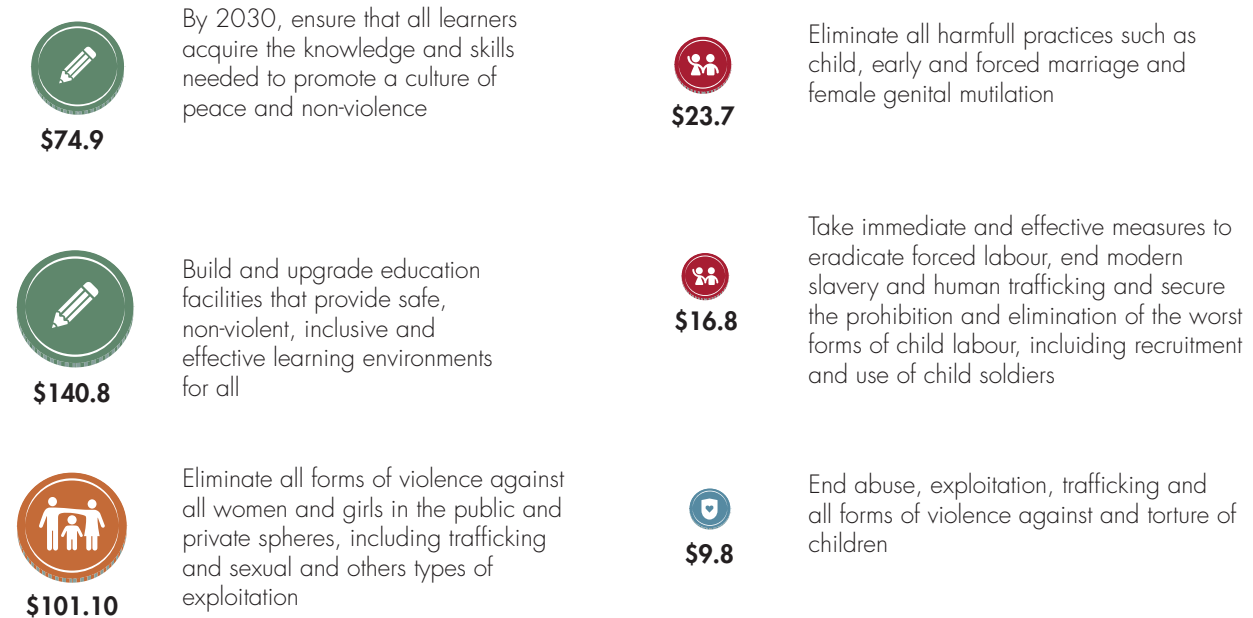 By 2030, ensure that all learners
acquire the knowledge and skills
needed to promote a culture of
peace and non-violence
$74.9
Build and upgrade education
facilities that provide safe,
non-violent, inclusive and
effective learning environments
for all
$140.8
Eliminate all forms of violence against
all women and girls in the public and
private spheres, including trafficking
and sexual and others types of
exploitation
$101.10
Eliminate all harmfull practices such as
child, early and forced marriage and
female genital mutilation
$23.7
Take immediate and effective measures to
eradicate forced labour, end modern
slavery and human trafficking and secure
the prohibition and elimination of the worst
forms of child labour, incluiding recruitment
and use of child soldiers
$16.8
End abuse, exploitation, trafficking and
all forms of violence against and torture of
children
$9.8